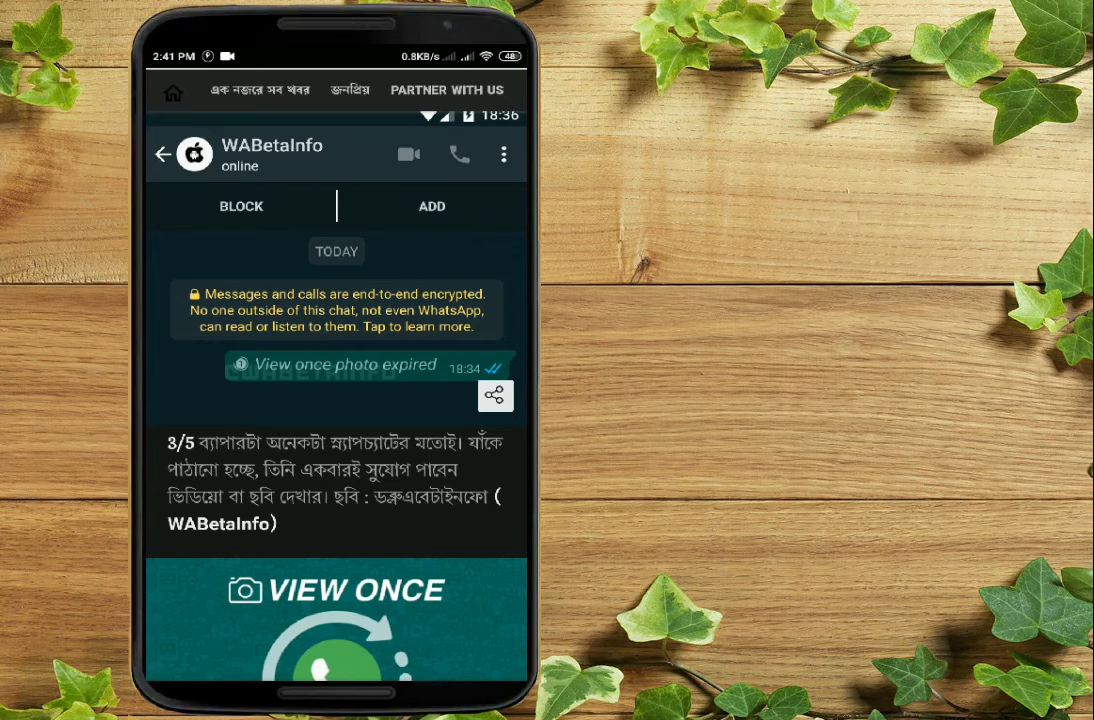 2:41 PM 0.8KB/s 48
এক নজরে সব খবর জনপ্রিয় PARTNER WITH US
18:36
WABetaInfo
online
BLOCK ADD
TODAY
Messages and calls are end-to-end encrypted.
No one outside of this chat, not even WhatsApp,
can read or listen to them. Tap to learn more.
View once photo expired 18:34
3/5 ব্যাপারটা অনেকটা স্ন্যাপচ্যাটের মতোই। যাঁকে
পাঠানো হচ্ছে, তিনি একবারই সুযোগ পাবেন
ভিডিয়ো বা ছবি দেখার। ছবি : ডব্লুএবেটাইনফো (
WABetaInfo)
VIEW ONCE